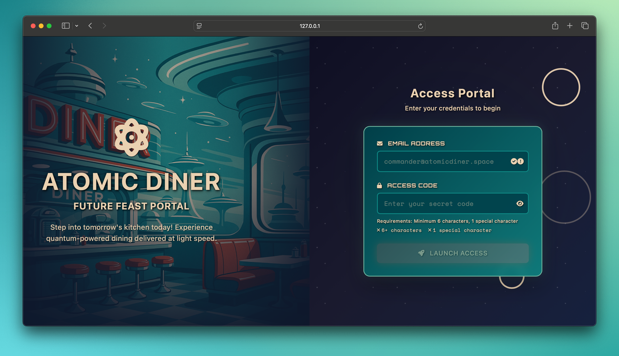 127.0.0.1
DINER
ATOMIC DINER
FUTURE FEAST PORTAL
Step into tomorrow's kitchen today! Experience
quantum-powered dining delivered at light speed.
Access Portal
Enter your credentials to begin
EMAIL ADDRESS
commander@atomicdiner.space
ACCESS CODE
Enter your secret code
Requirements: Minimum 6 characters, 1 special character
× 6+ characters × 1 special character
LAUNCH ACCESS